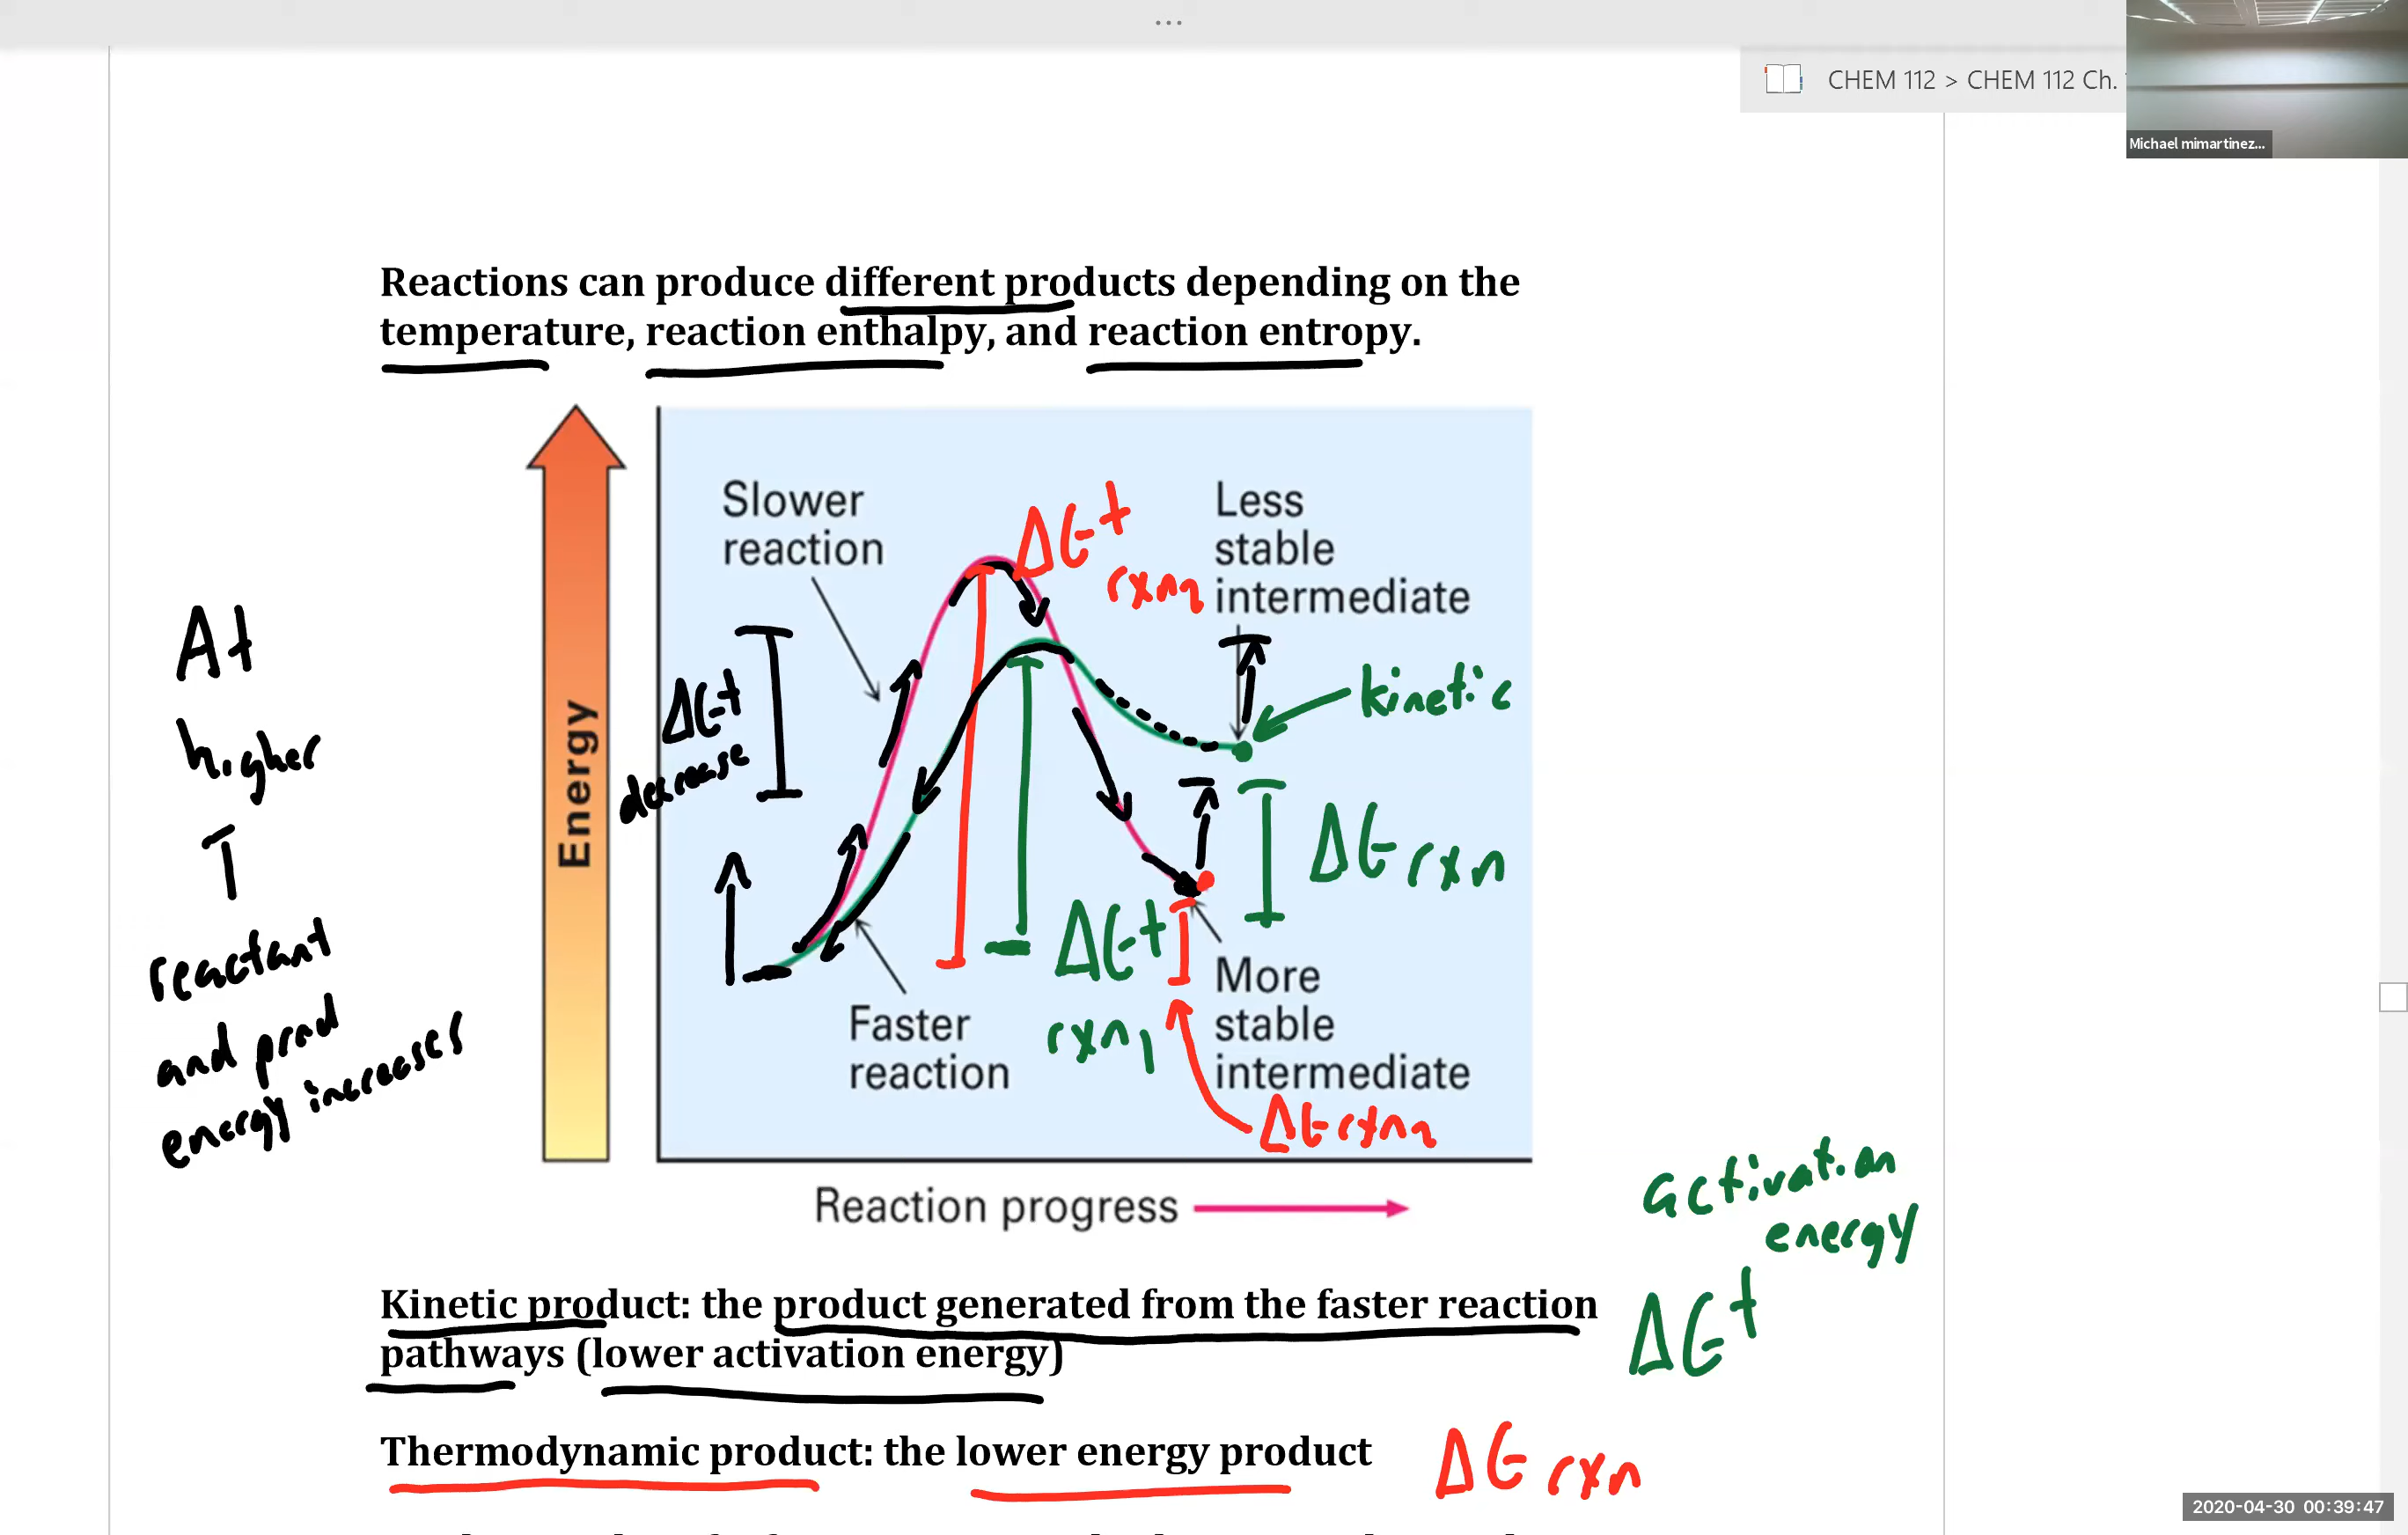 ...
CHEM 112 > CHEM 112 Ch.
Michael mimartinez...
Reactions can produce different products depending on the
temperature, reaction enthalpy, and reaction entropy.
Energy
Slower
reaction
ΔG‡
rxn2
Less
stable
intermediate
kinetic
ΔG‡
decrease
ΔG rxn
ΔG‡
rxn1
Faster
reaction
More
stable
intermediate
ΔG rxn2
Reaction progress
At
higher
T
reactant
and prod
energy increases
activation
energy
ΔG‡
Kinetic product: the product generated from the faster reaction
pathways (lower activation energy)
Thermodynamic product: the lower energy product
ΔG rxn
2020-04-30 00:39:47